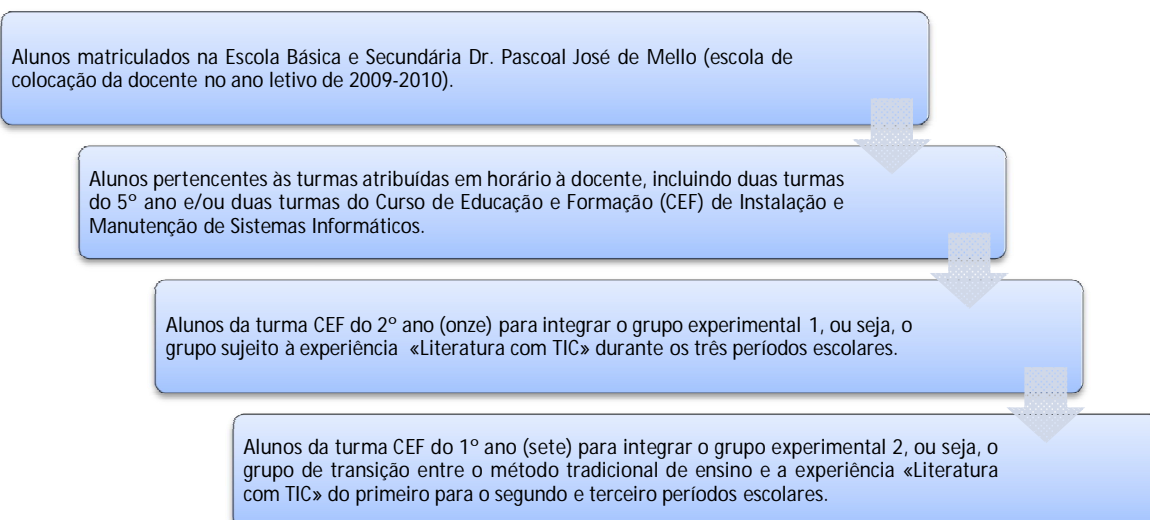 Alunos matriculados na Escola Básica e Secundária Dr. Pascoal José de Mello (escola de
colocação da docente no ano letivo de 2009-2010).
Alunos pertencentes às turmas atribuídas em horário à docente, incluindo duas turmas
do 5º ano e/ou duas turmas do Curso de Educação e Formação (CEF) de Instalação e
Manutenção de Sistemas Informáticos.
Alunos da turma CEF do 2º ano (onze) para integrar o grupo experimental 1, ou seja, o
grupo sujeito à experiência «Literatura com TIC» durante os três períodos escolares.
Alunos da turma CEF do 1º ano (sete) para integrar o grupo experimental 2, ou seja, o
grupo de transição entre o método tradicional de ensino e a experiência «Literatura
com TIC» do primeiro para o segundo e terceiro períodos escolares.